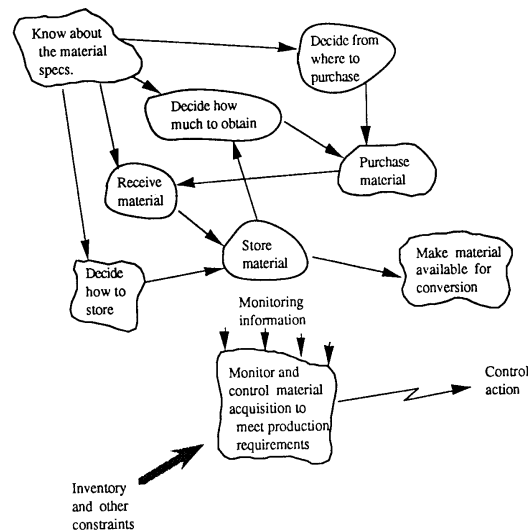 Know about
the material
specs.
Decide from
where to
purchase
Decide how
much to obtain
Purchase
material
Receive
material
Store
material
Make material
available for
conversion
Decide
how to
store
Monitoring
information
Monitor and
control material
acquisition to
meet production
requirements
Control
action
Inventory
and other
constraints